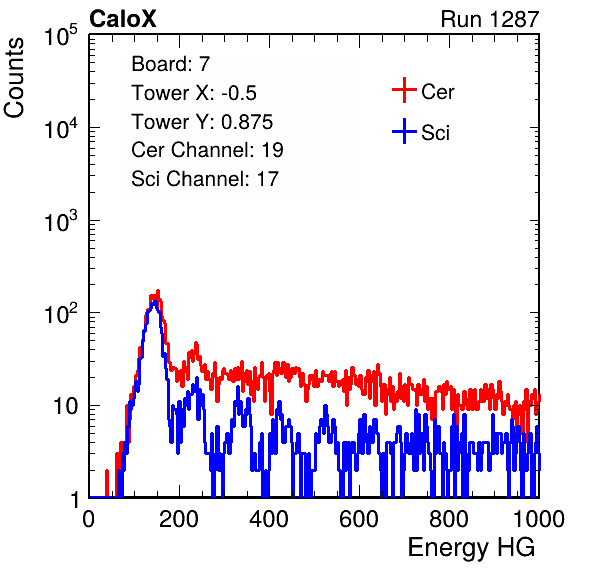 CaloX Run 1287
Counts
Board: 7
Tower X: -0.5
Tower Y: 0.875
Cer Channel: 19
Sci Channel: 17
Cer
Sci
10^5
10^4
10^3
10^2
10
1
0 200 400 600 800 1000
Energy HG